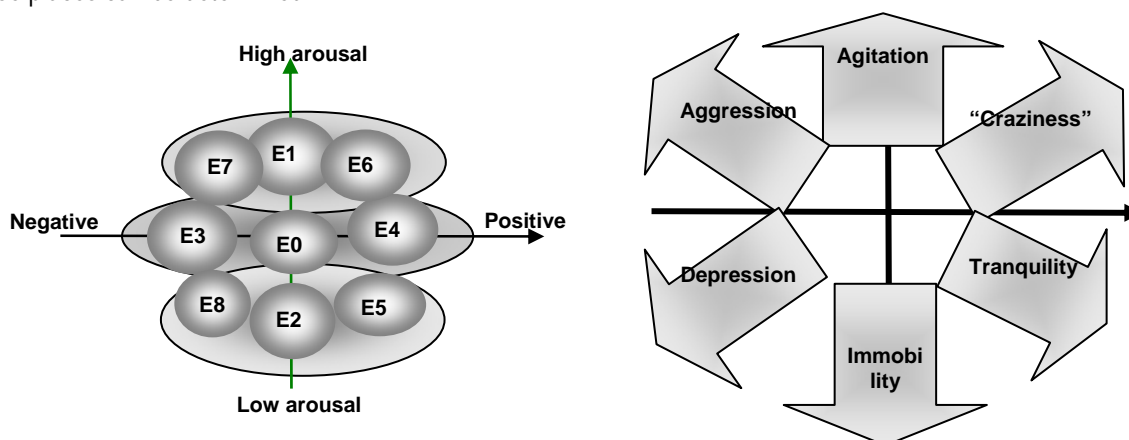 High arousal
E7
E1
E6
Negative
E3
E0
E4
Positive
E8
E2
E5
Low arousal
Agitation
Aggression
“Craziness”
Depression
Tranquility
Immobi
lity